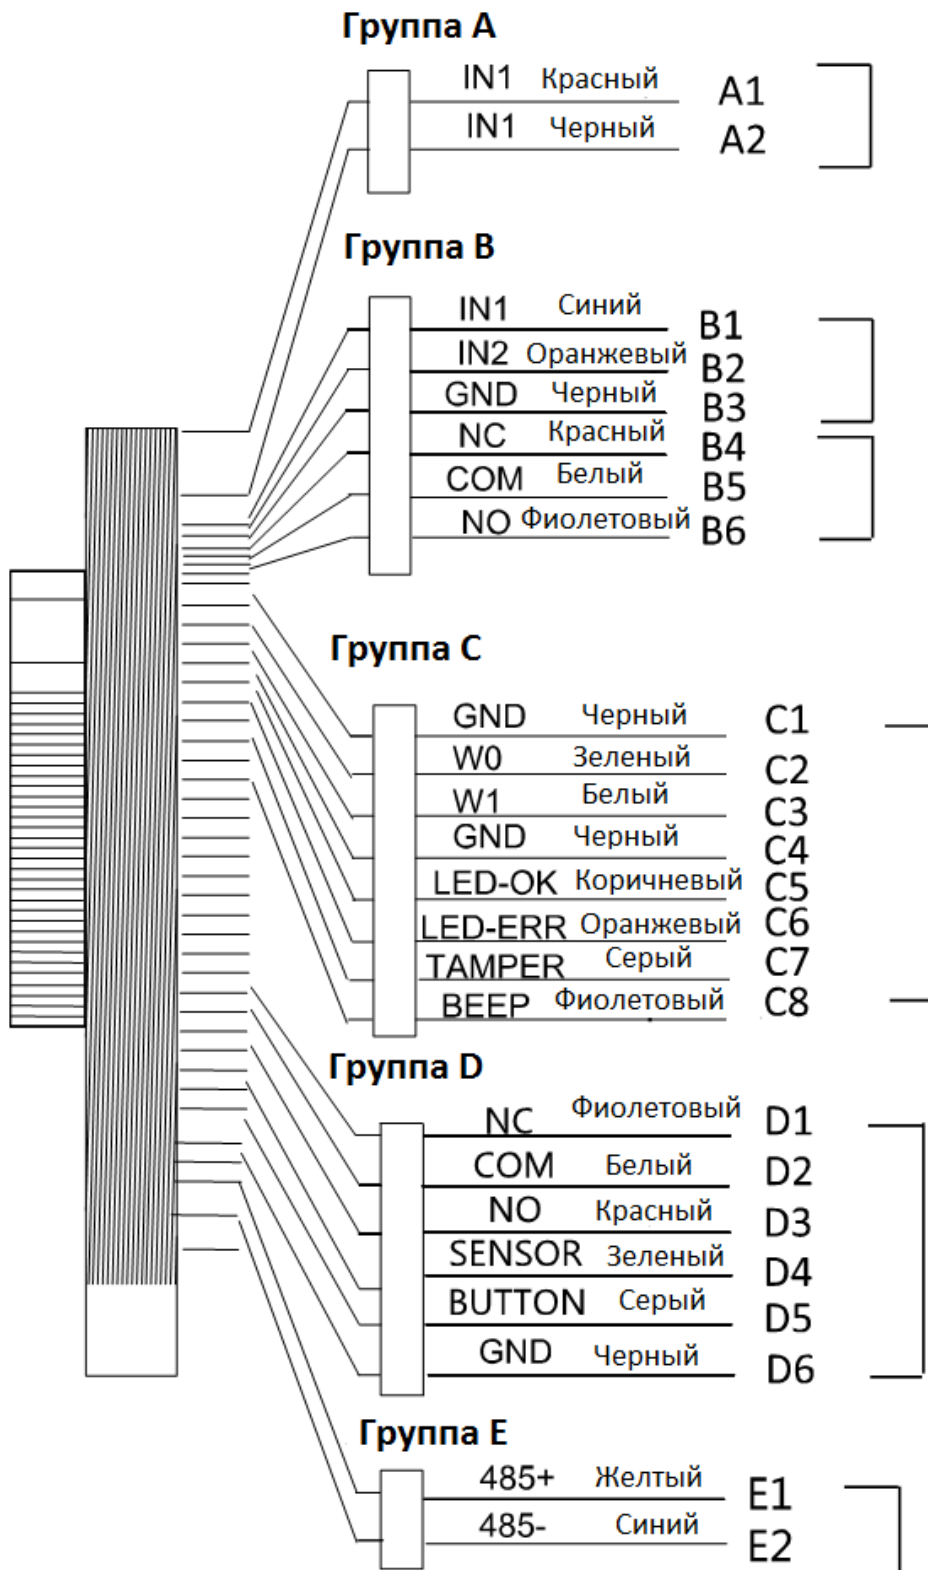 Группа A
IN1 Красный A1
IN1 Черный A2
Группа B
IN1 Синий B1
IN2 Оранжевый B2
GND Черный B3
NC Красный B4
COM Белый B5
NO Фиолетовый B6
Группа C
GND Черный C1
W0 Зеленый C2
W1 Белый C3
GND Черный C4
LED-OK Коричневый C5
LED-ERR Оранжевый C6
TAMPER Серый C7
BEEP Фиолетовый C8
Группа D
NC Фиолетовый D1
COM Белый D2
NO Красный D3
SENSOR Зеленый D4
BUTTON Серый D5
GND Черный D6
Группа E
485+ Желтый E1
485- Синий E2